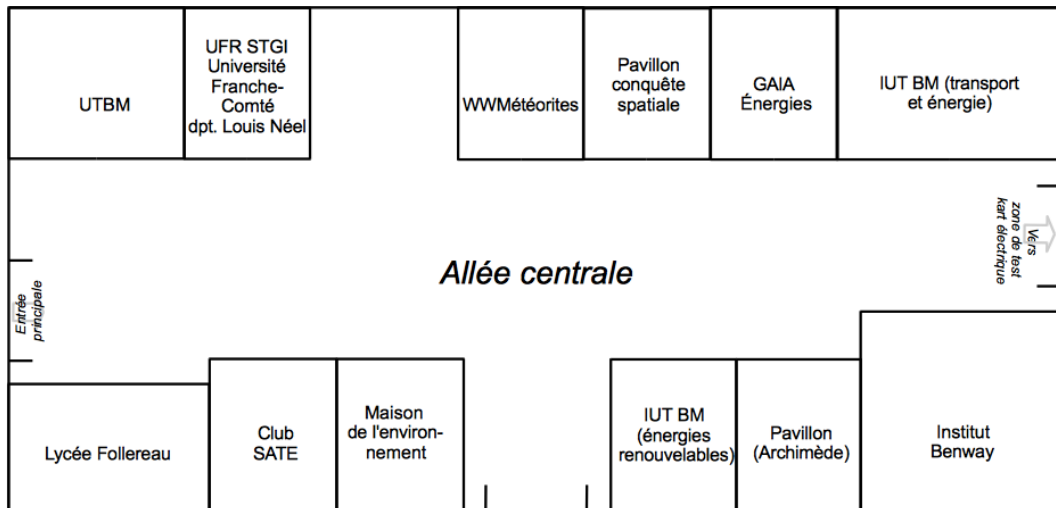 UTBM
UFR STGI
Université
Franche-
Comté
dpt. Louis Néel
WWMétéorites
Pavillon
conquête
spatiale
GAIA
Énergies
IUT BM (transport
et énergie)
Vers
zone de test
kart électrique
Allée centrale
Entrée
principale
Lycée Follereau
Club
SATE
Maison
de l'environ-
nement
IUT BM
(énergies
renouvelables)
Pavillon
(Archimède)
Institut
Benway